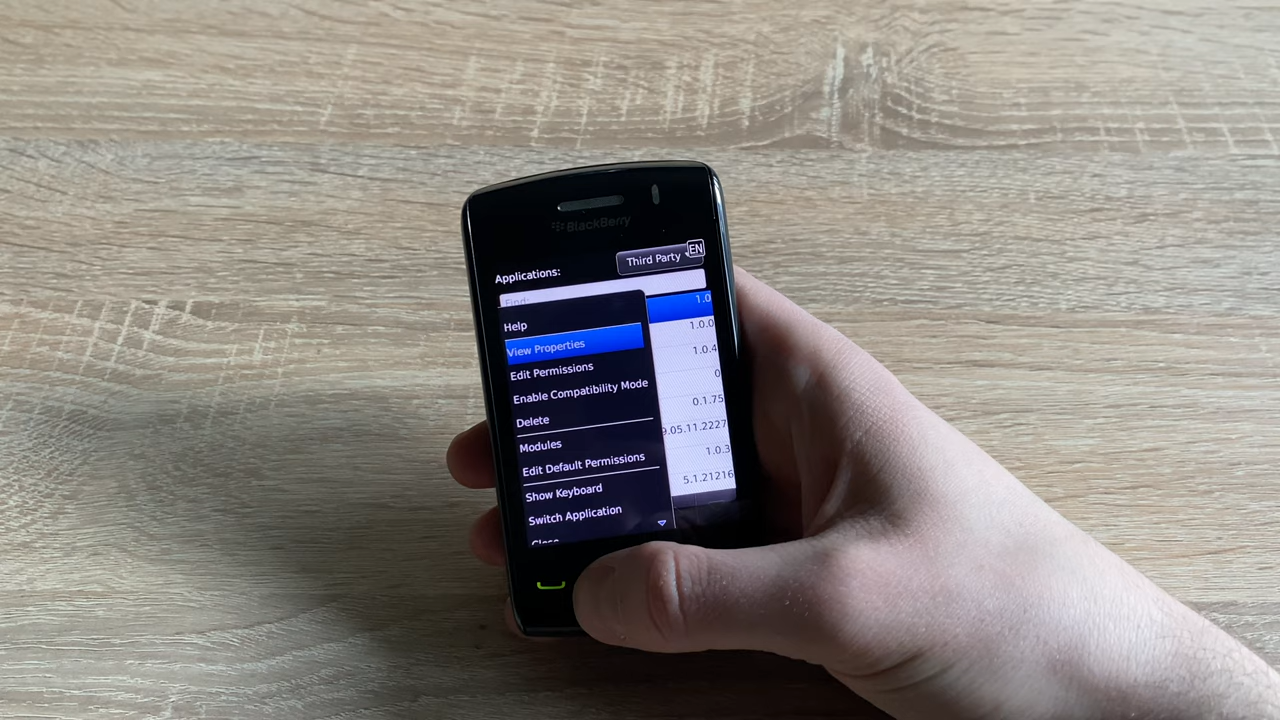 BlackBerry
EN
Applications: Third Party
Find:
Help
View Properties
Edit Permissions
Enable Compatibility Mode
Delete
Modules
Edit Default Permissions
Show Keyboard
Switch Application
Close
1.0
1.0.0
1.0.4
0
0.1.75
9.05.11.2227
1.0.3
5.1.21216